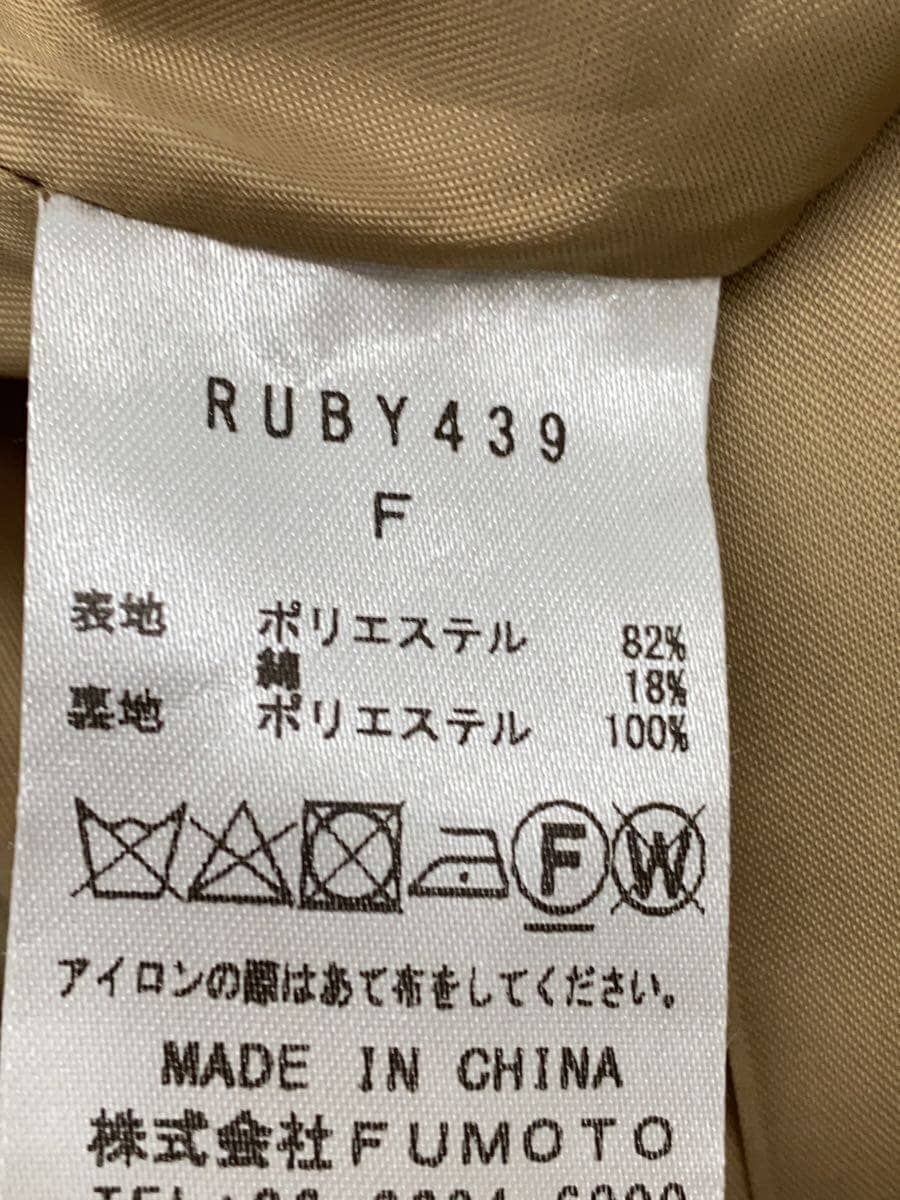 RUBY439
F
表地 ポリエステル 82%
綿 18%
裏地 ポリエステル 100%
F W
アイロンの際はあて布をしてください。
MADE IN CHINA
株式会社FUMOTO